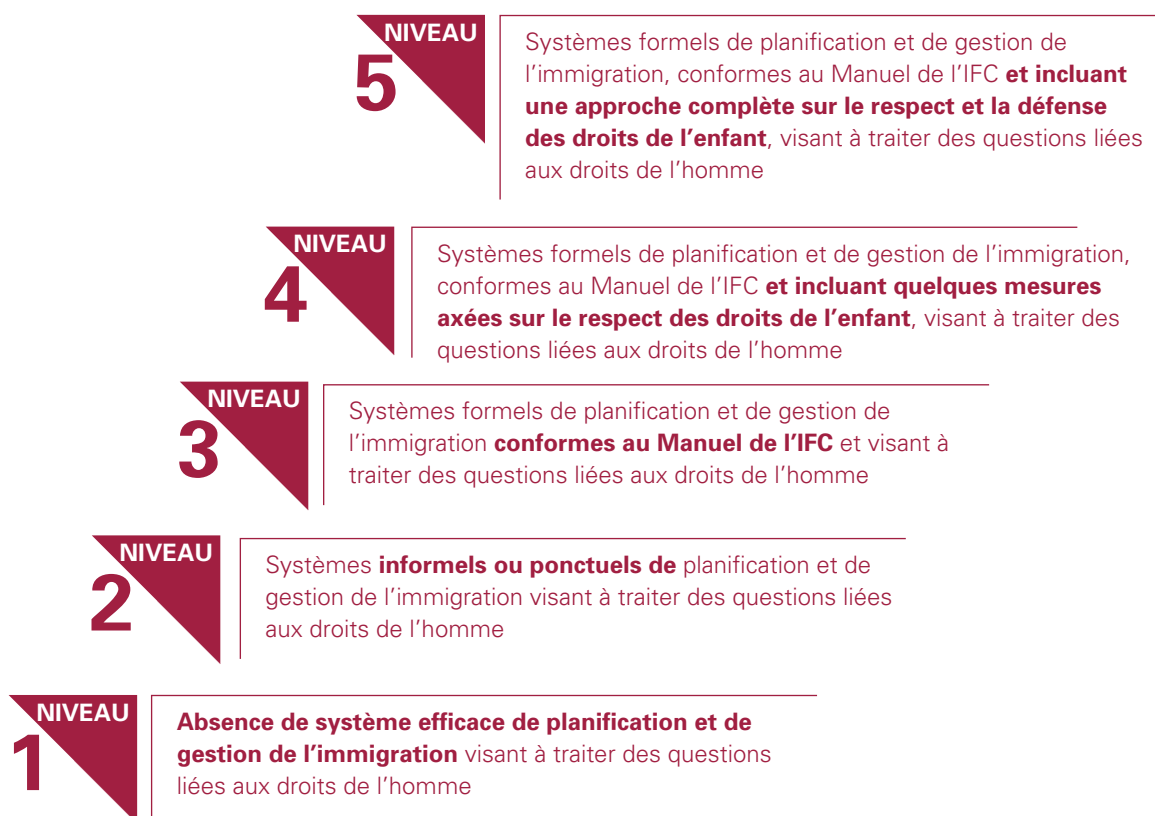 NIVEAU
5
Systèmes formels de planification et de gestion de
l’immigration, conformes au Manuel de l’IFC et incluant
une approche complète sur le respect et la défense
des droits de l’enfant, visant à traiter des questions liées
aux droits de l’homme
NIVEAU
4
Systèmes formels de planification et de gestion de l’immigration,
conformes au Manuel de l’IFC et incluant quelques mesures
axées sur le respect des droits de l’enfant, visant à traiter des
questions liées aux droits de l’homme
NIVEAU
3
Systèmes formels de planification et de gestion de
l’immigration conformes au Manuel de l’IFC et visant à
traiter des questions liées aux droits de l’homme
NIVEAU
2
Systèmes informels ou ponctuels de planification et de
gestion de l’immigration visant à traiter des questions liées
aux droits de l’homme
NIVEAU
1
Absence de système efficace de planification et de
gestion de l’immigration visant à traiter des questions
liées aux droits de l’homme